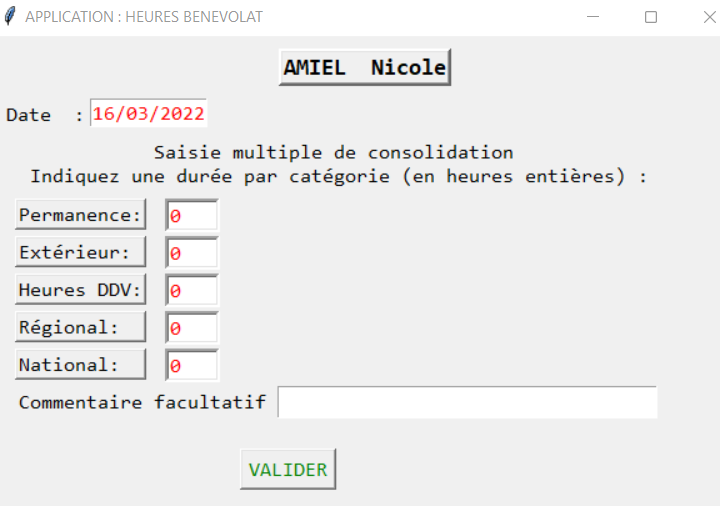 APPLICATION : HEURES BENEVOLAT
AMIEL  Nicole
Date  : 16/03/2022
Saisie multiple de consolidation
Indiquez une durée par catégorie (en heures entières) :
Permanence: 0
Extérieur: 0
Heures DDV: 0
Régional: 0
National: 0
Commentaire facultatif
VALIDER